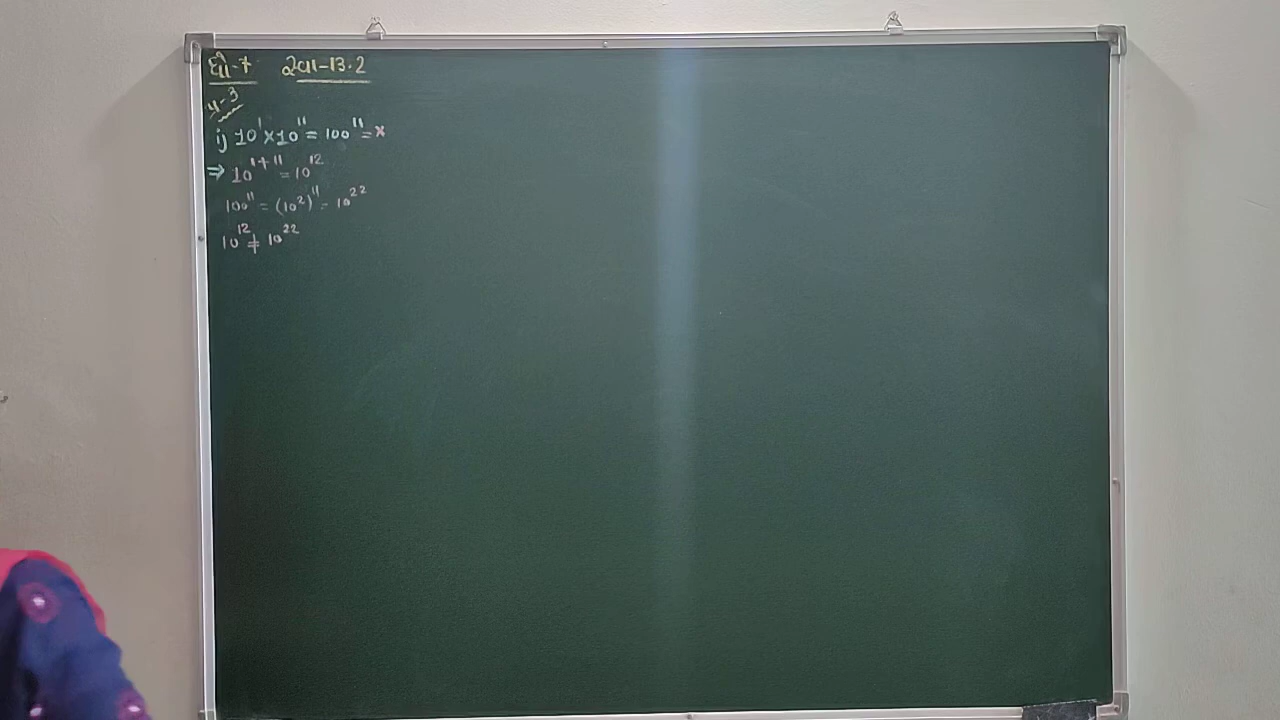 ધો-7 સ્વા-13.2
પ્ર-3
i) 10¹ × 10¹¹ = 100¹¹ = ×
⇒ 10¹⁺¹¹ = 10¹²
100¹¹ = (10²)¹¹ = 10²²
10¹² ≠ 10²²